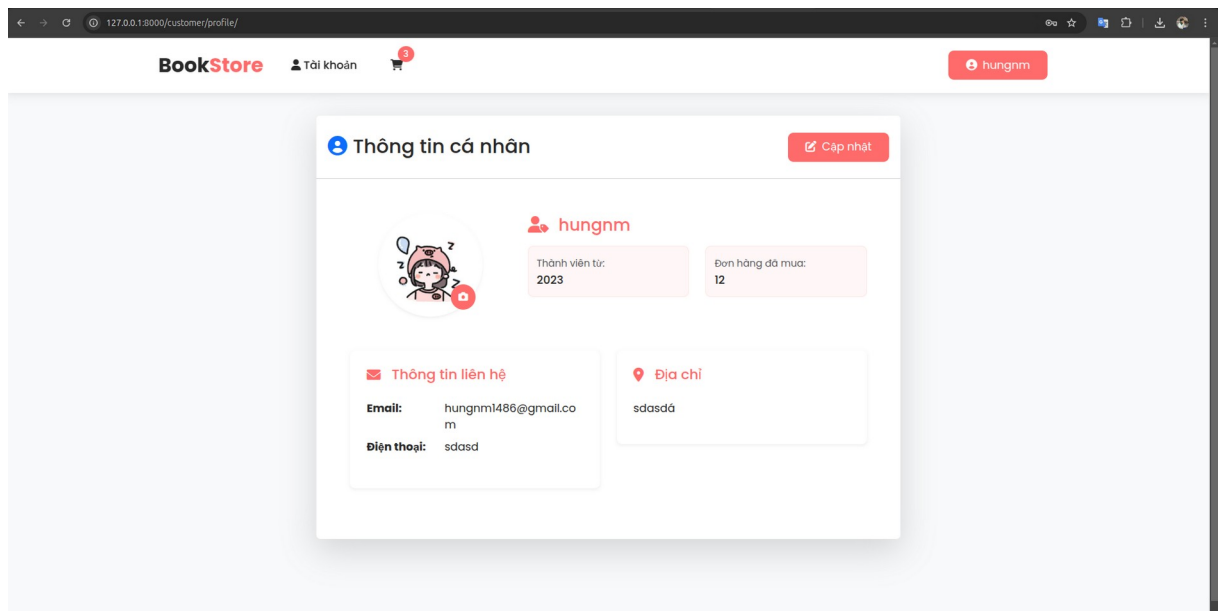 127.0.0.1:8000/customer/profile/
BookStore Tài khoản 3 hungnm
Thông tin cá nhân Cập nhật
hungnm
Thành viên từ: Đơn hàng đã mua:
2023 12
Thông tin liên hệ Địa chỉ
Email: hungnm1486@gmail.co sdasdá
m
Điện thoại: sdasd